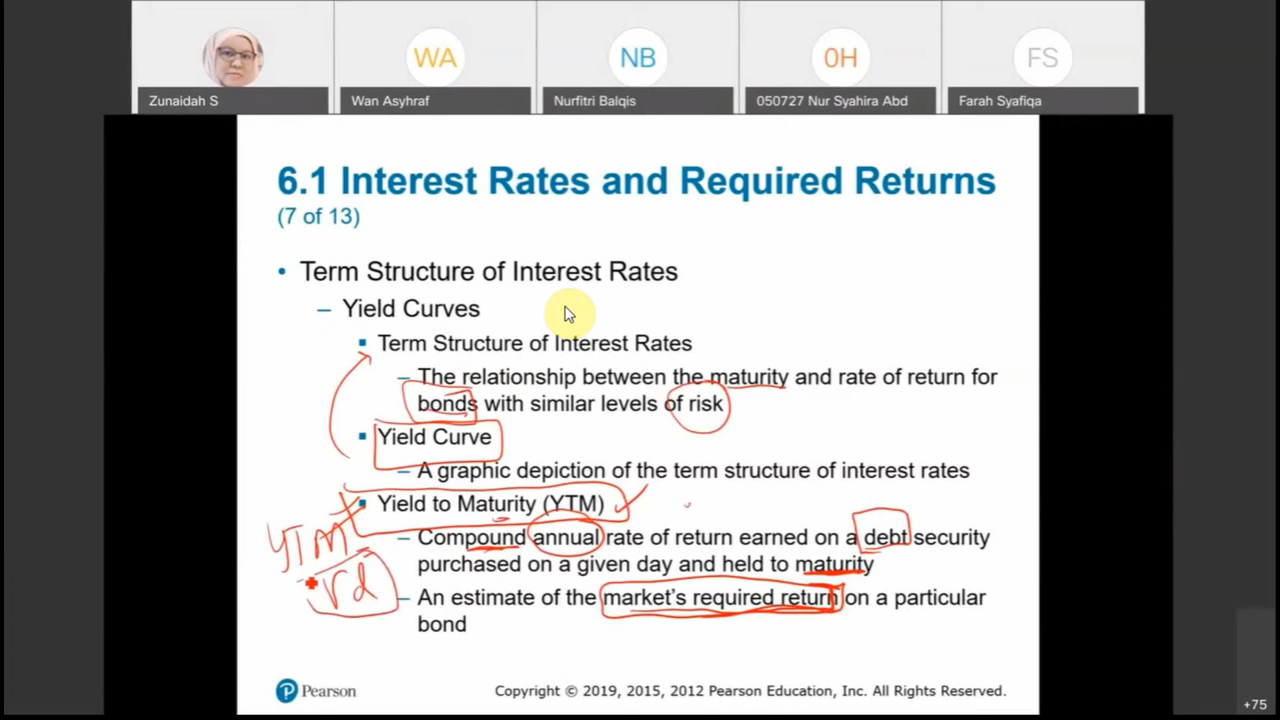 WA
NB
0H
FS
Zunaidah S
Wan Asyhraf
Nurfitri Balqis
050727 Nur Syahira Abd
Farah Syafiqa
6.1 Interest Rates and Required Returns
(7 of 13)
• Term Structure of Interest Rates
– Yield Curves
▪ Term Structure of Interest Rates
– The relationship between the maturity and rate of return for
bonds with similar levels of risk
▪ Yield Curve
– A graphic depiction of the term structure of interest rates
▪ Yield to Maturity (YTM)
– Compound annual rate of return earned on a debt security
purchased on a given day and held to maturity
– An estimate of the market's required return on a particular
bond
YTM
rd
P Pearson
Copyright © 2019, 2015, 2012 Pearson Education, Inc. All Rights Reserved.
+75